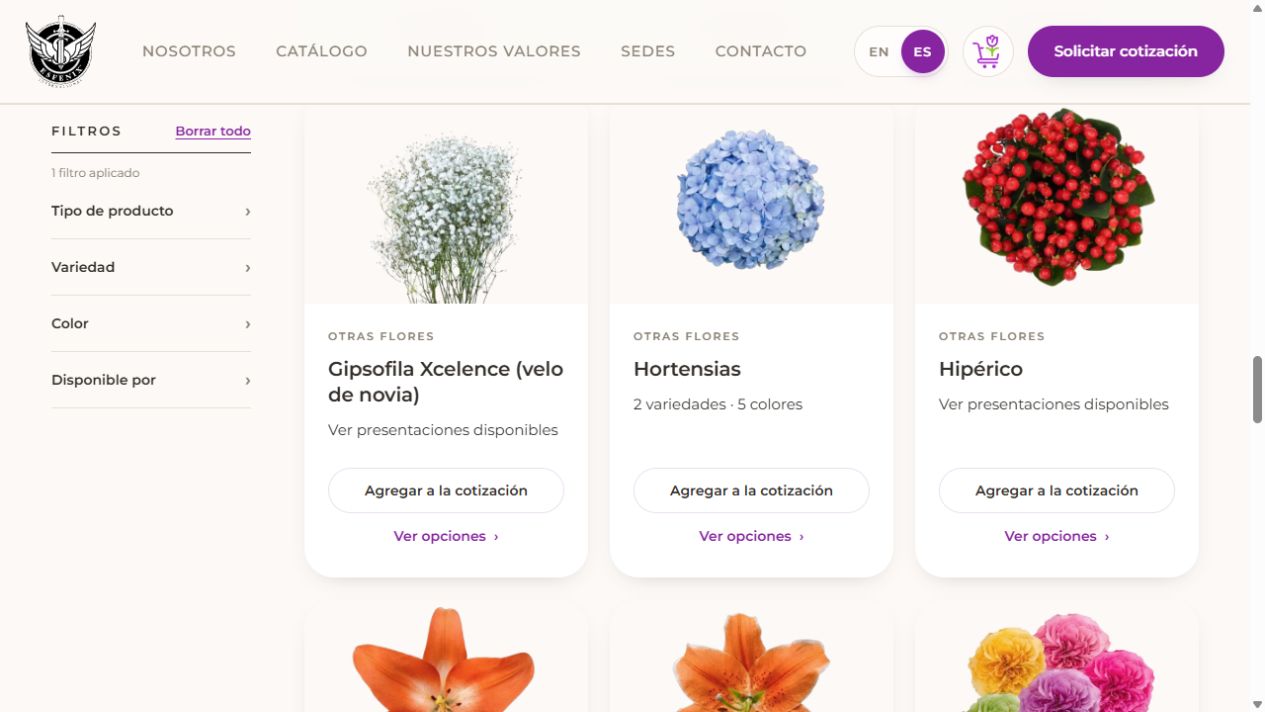 ESFENIX
NOSOTROS
CATÁLOGO
NUESTROS VALORES
SEDES
CONTACTO
EN
ES
Solicitar cotización
FILTROS
Borrar todo
1 filtro aplicado
Tipo de producto ›
Variedad ›
Color ›
Disponible por ›
OTRAS FLORES
Gipsofila Xcelence (velo
de novia)
Ver presentaciones disponibles
Agregar a la cotización
Ver opciones ›
OTRAS FLORES
Hortensias
2 variedades · 5 colores
Agregar a la cotización
Ver opciones ›
OTRAS FLORES
Hipérico
Ver presentaciones disponibles
Agregar a la cotización
Ver opciones ›